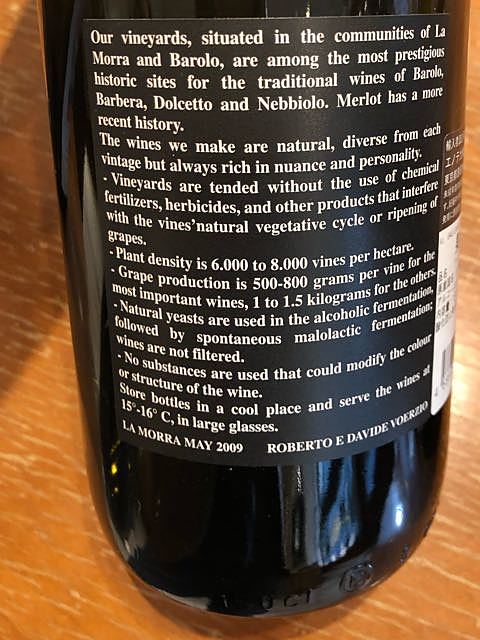 Our vineyards, situated in the communities of La
Morra and Barolo, are among the most prestigious
historic sites for the traditional wines of Barolo,
Barbera, Dolcetto and Nebbiolo. Merlot has a more
recent history.
The wines we make are natural, diverse from each
vintage but always rich in nuance and personality.
- Vineyards are tended without the use of chemical
fertilizers, herbicides, and other products that interfere
with the vines'natural vegetative cycle or ripening of
grapes.
- Plant density is 6.000 to 8.000 vines per hectare.
- Grape production is 500-800 grams per vine for the
most important wines, 1 to 1.5 kilograms for the others.
- Natural yeasts are used in the alcoholic fermentation,
followed by spontaneous malolactic fermentation;
wines are not filtered.
- No substances are used that could modify the colour
or structure of the wine.
Store bottles in a cool place and serve the wines at
15°-16° C, in large glasses.
LA MORRA MAY 2009 ROBERTO E DAVIDE VOERZIO